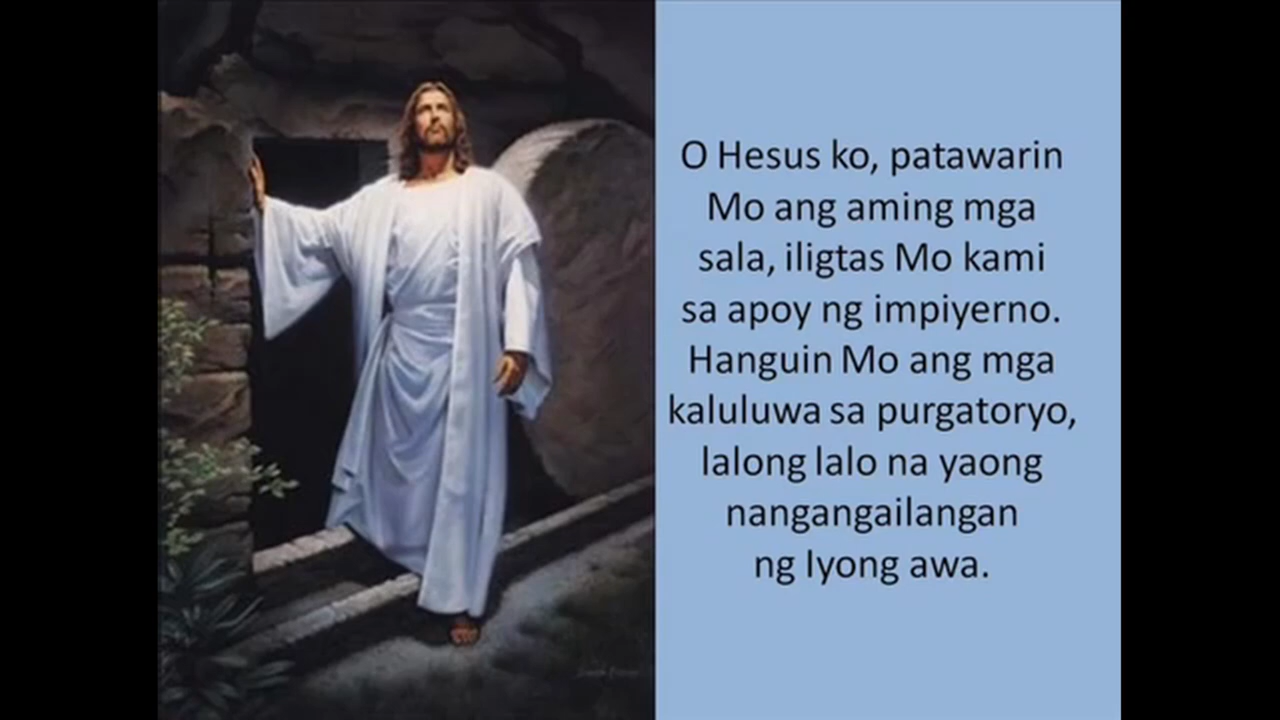 O Hesus ko, patawarin
Mo ang aming mga
sala, iligtas Mo kami
sa apoy ng impiyerno.
Hanguin Mo ang mga
kaluluwa sa purgatoryo,
lalong lalo na yaong
nangangailangan
ng Iyong awa.